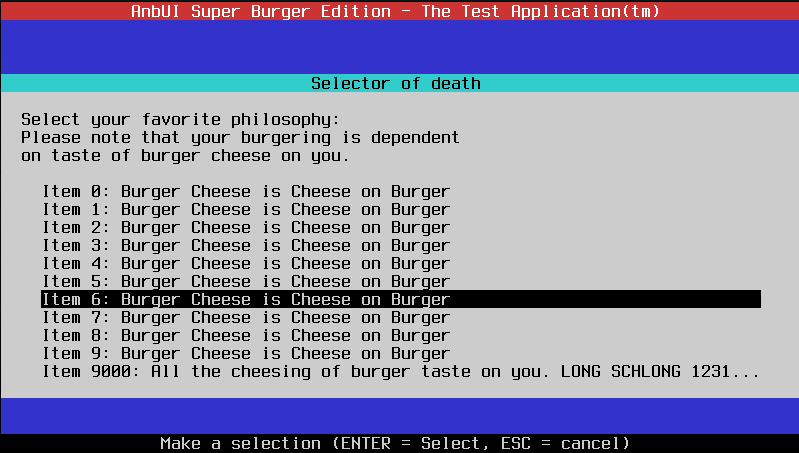 AnbUI Super Burger Edition - The Test Application(tm)
Selector of death
Select your favorite philosophy:
Please note that your burgering is dependent
on taste of burger cheese on you.
Item 0: Burger Cheese is Cheese on Burger
Item 1: Burger Cheese is Cheese on Burger
Item 2: Burger Cheese is Cheese on Burger
Item 3: Burger Cheese is Cheese on Burger
Item 4: Burger Cheese is Cheese on Burger
Item 5: Burger Cheese is Cheese on Burger
Item 6: Burger Cheese is Cheese on Burger
Item 7: Burger Cheese is Cheese on Burger
Item 8: Burger Cheese is Cheese on Burger
Item 9: Burger Cheese is Cheese on Burger
Item 9000: All the cheesing of burger taste on you. LONG SCHLONG 1231...
Make a selection (ENTER = Select, ESC = cancel)